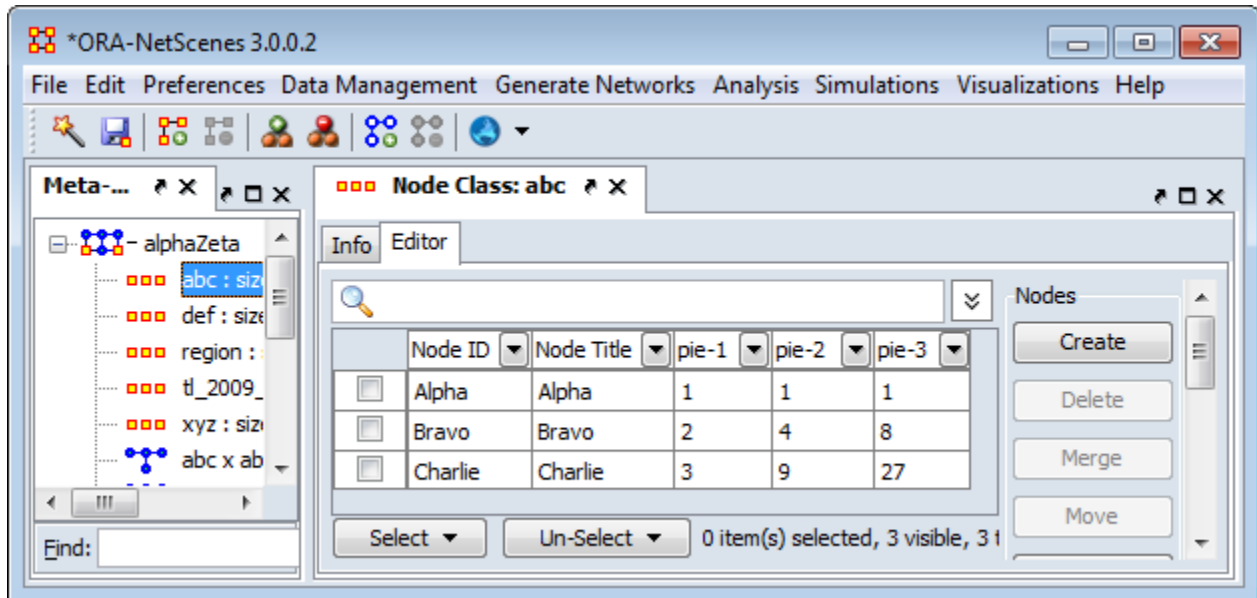 *ORA-NetScenes 3.0.0.2
File Edit Preferences Data Management Generate Networks Analysis Simulations Visualizations Help
Meta-...
Node Class: abc
alphaZeta
abc : size
def : size
region :
tl_2009_
xyz : size
abc x ab
Find:
Info Editor
Node ID Node Title pie-1 pie-2 pie-3
Alpha Alpha 1 1 1
Bravo Bravo 2 4 8
Charlie Charlie 3 9 27
Select Un-Select 0 item(s) selected, 3 visible, 3 t
Nodes
Create
Delete
Merge
Move